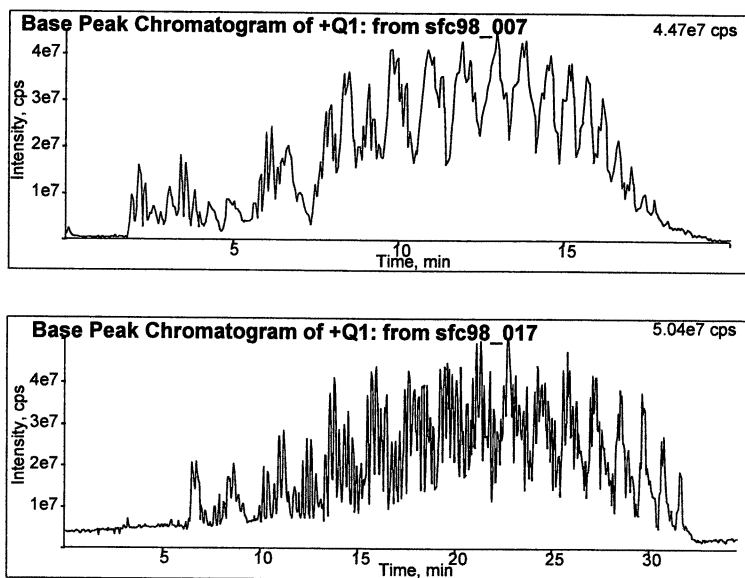 Base Peak Chromatogram of +Q1: from sfc98_007
4.47e7 cps
4e7
3e7
2e7
1e7
Intensity, cps
5
10
15
Time, min
Base Peak Chromatogram of +Q1: from sfc98_017
5.04e7 cps
4e7
3e7
2e7
1e7
Intensity, cps
5
10
15
20
25
30
Time, min